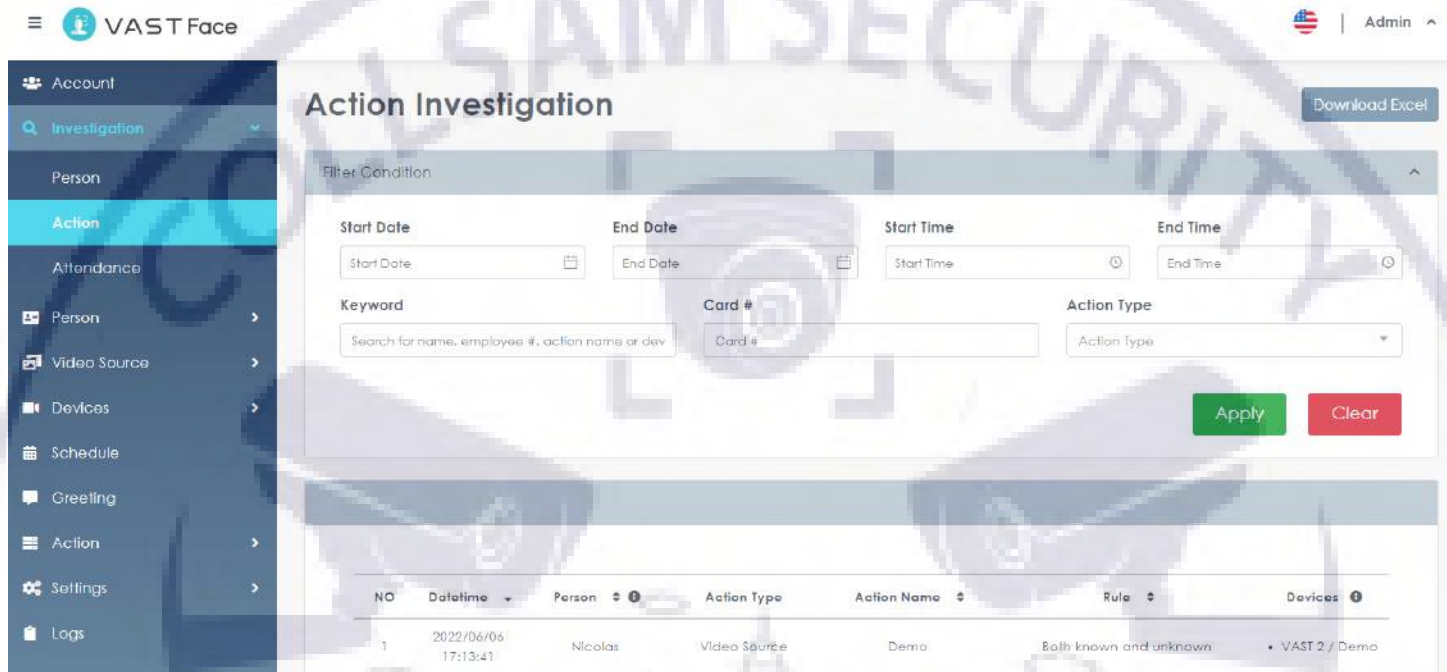 VAST Face
Admin
Account
Investigation
Person
Action
Attendance
Person
Video Source
Devices
Schedule
Greeting
Action
Settings
Logs
Action Investigation
Download Excel
Filter Condition
Start Date End Date Start Time End Time
Start Date End Date Start Time End Time
Keyword Card # Action Type
Search for name, employee #, action name or dev Card # Action Type
Apply Clear
NO Datetime Person Action Type Action Name Rule Devices
1 2022/06/06 17:13:41 Nicolas Video Source Demo Both known and unknown • VAST 2 / Demo
COLLSAM SECURITY